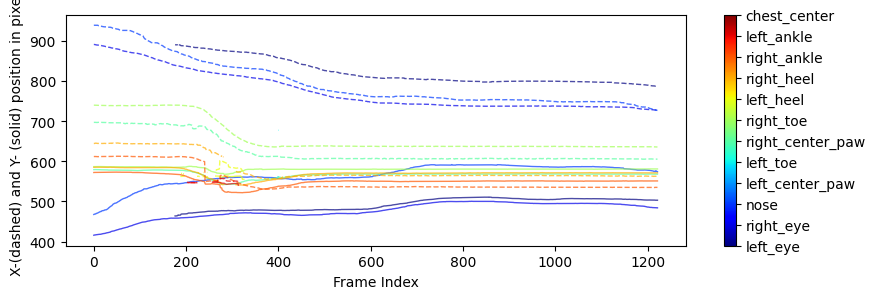 X-(dashed) and Y- (solid) position in pixe
900
800
700
600
500
400
0
200
400
600
800
1000
1200
Frame Index
chest_center
left_ankle
right_ankle
right_heel
left_heel
right_toe
right_center_paw
left_toe
left_center_paw
nose
right_eye
left_eye